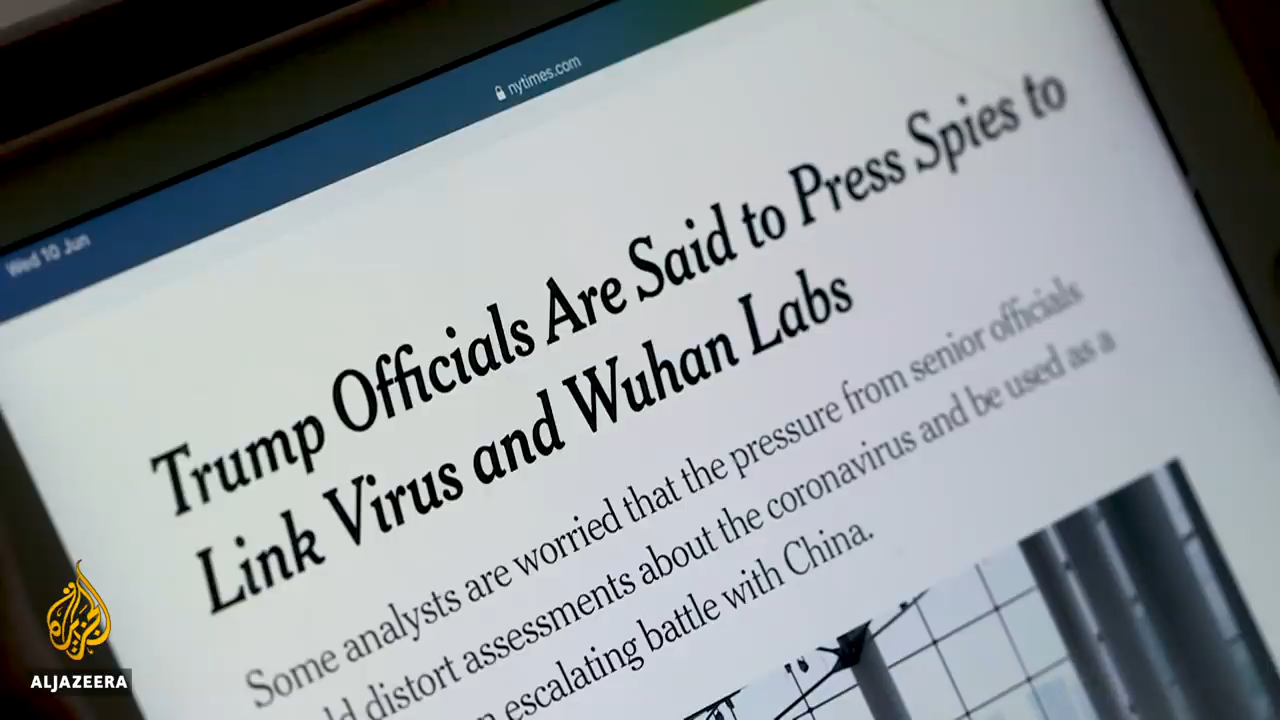 nytimes.com
Wed 10 Jun
Trump Officials Are Said to Press Spies to
Link Virus and Wuhan Labs
Some analysts are worried that the pressure from senior officials
distort assessments about the coronavirus and be used as a
escalating battle with China.
ALJAZEERA